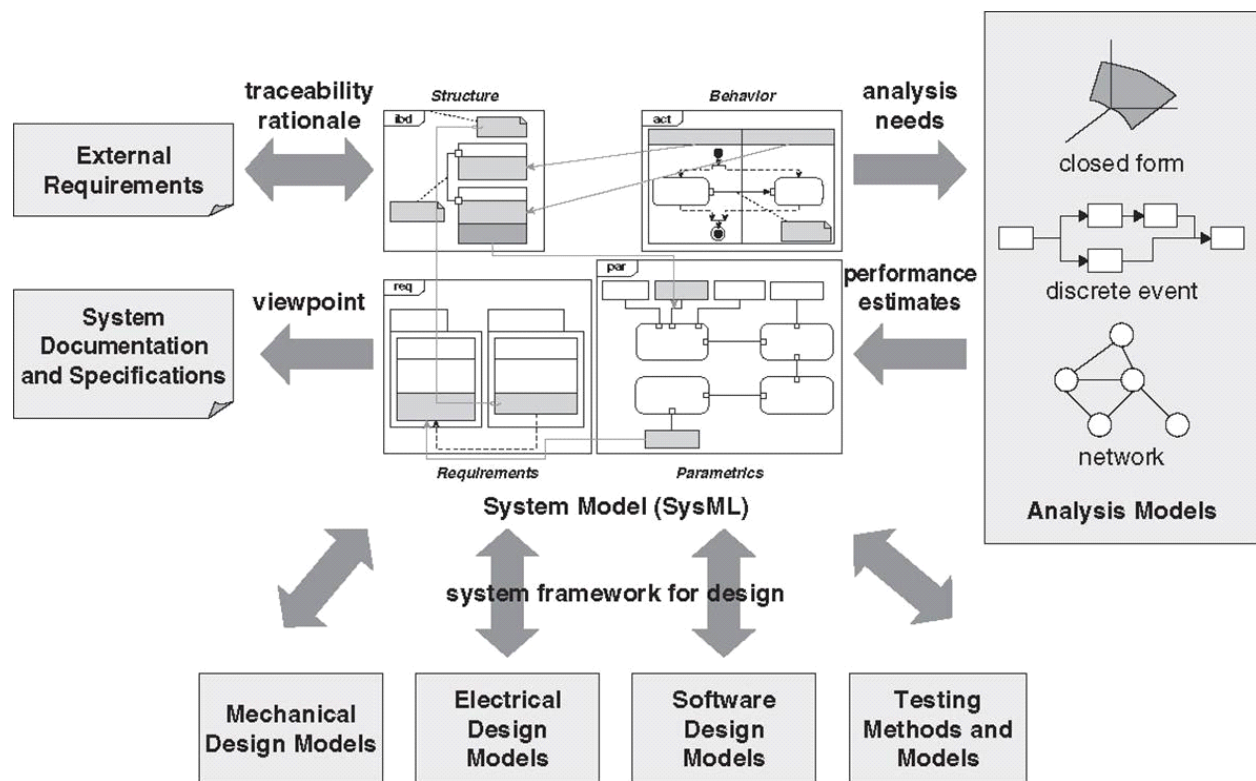 traceability
rationale
External
Requirements
Structure
ibd
Behavior
act
analysis
needs
closed form
discrete event
network
Analysis Models
System
Documentation
and Specifications
viewpoint
req
par
performance
estimates
Requirements
Parametrics
System Model (SysML)
system framework for design
Mechanical
Design Models
Electrical
Design
Models
Software
Design
Models
Testing
Methods and
Models